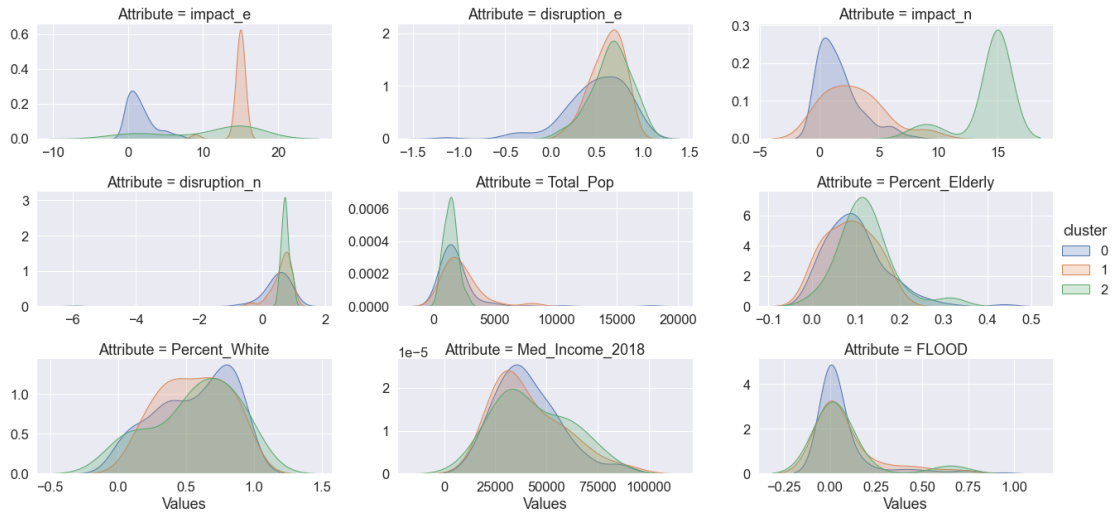 Attribute = impact_e
0.6
0.4
0.2
0.0
−10 0 10 20
Attribute = disruption_e
2
1
0
−1.5 −1.0 −0.5 0.0 0.5 1.0 1.5
Attribute = impact_n
0.3
0.2
0.1
0.0
−5 0 5 10 15
Attribute = disruption_n
3
2
1
0
−6 −4 −2 0 2
Attribute = Total_Pop
0.0006
0.0004
0.0002
0.0000
0 5000 10000 15000 20000
Attribute = Percent_Elderly
6
4
2
0
−0.1 0.0 0.1 0.2 0.3 0.4 0.5
cluster
0
1
2
Attribute = Percent_White
1.0
0.5
0.0
−0.5 0.0 0.5 1.0 1.5
Values
Attribute = Med_Income_2018
1e−5
2
1
0
0 25000 50000 75000 100000
Values
Attribute = FLOOD
4
2
0
−0.25 0.00 0.25 0.50 0.75 1.00
Values